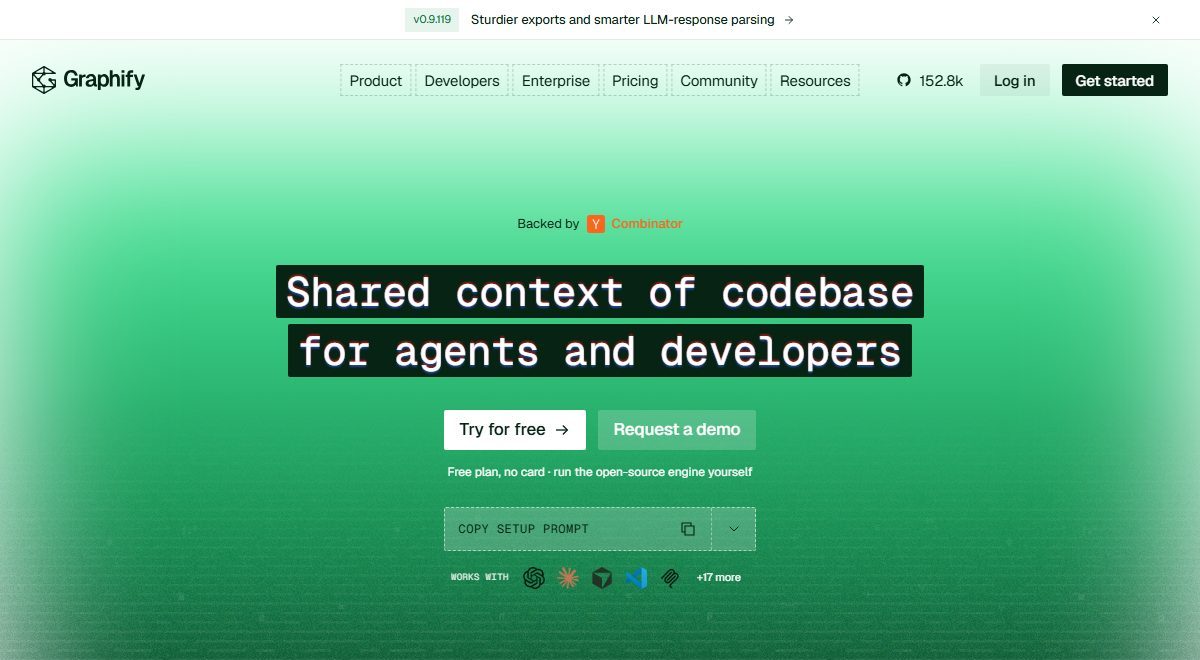 v0.9.119 Sturdier exports and smarter LLM-response parsing → ×
Graphify Product Developers Enterprise Pricing Community Resources 152.8k Log in Get started
Backed by Y Combinator
Shared context of codebase
for agents and developers
Try for free → Request a demo
Free plan, no card · run the open-source engine yourself
COPY SETUP PROMPT
WORKS WITH +17 more